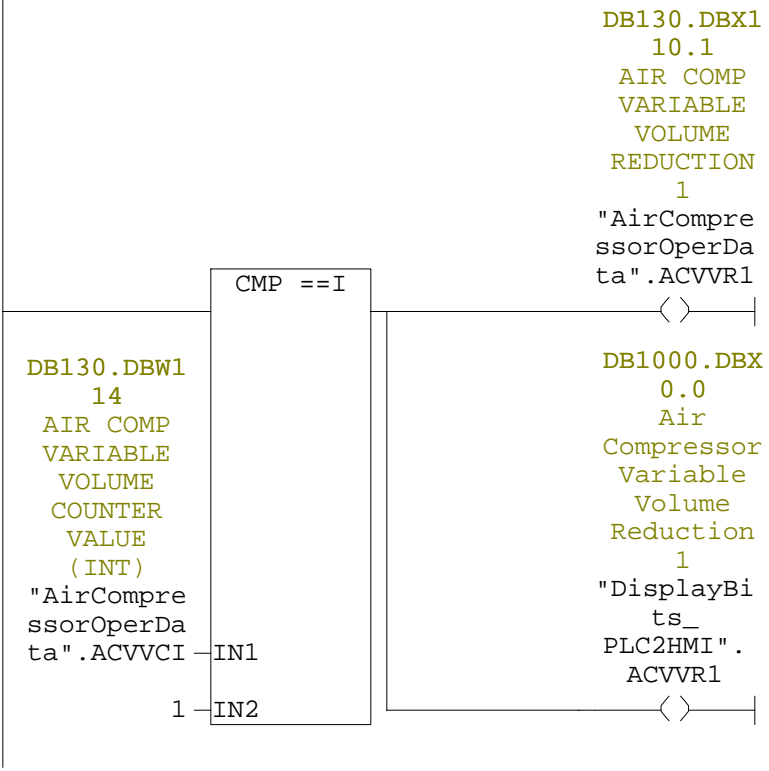 DB130.DBX1
10.1
AIR COMP
VARIABLE
VOLUME
REDUCTION
1
"AirCompre
ssorOperDa
ta".ACVVR1
CMP ==I
DB130.DBW1
14
AIR COMP
VARIABLE
VOLUME
COUNTER
VALUE
(INT)
"AirCompre
ssorOperDa
ta".ACVVCI
IN1
1
IN2
DB1000.DBX
0.0
Air
Compressor
Variable
Volume
Reduction
1
"DisplayBi
ts_
PLC2HMI".
ACVVR1